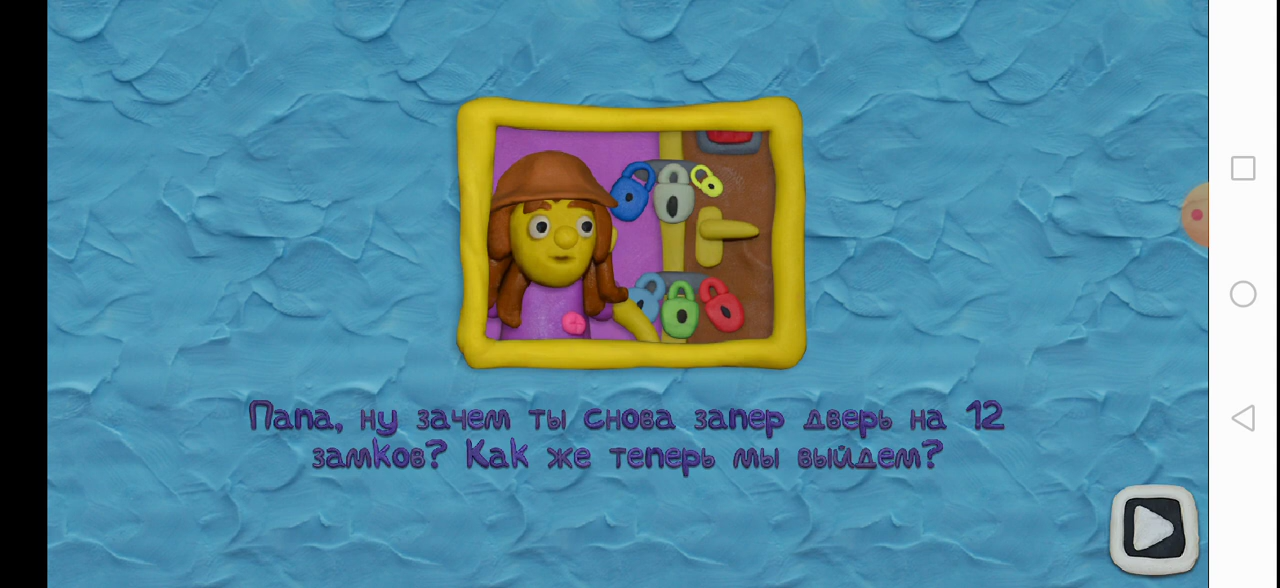 Папа, ну зачем ты снова запер дверь на 12
замков? Как же теперь мы выйдем?